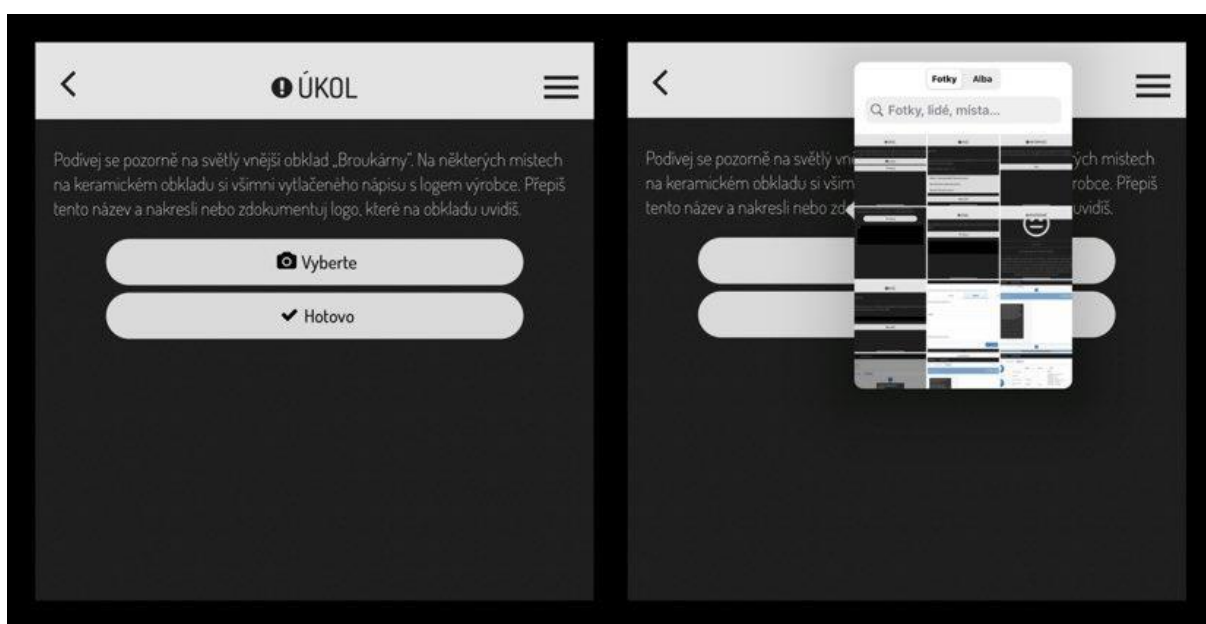 ÚKOL
Podívej se pozorně na světlý vnější obklad „Broukárny“. Na některých místech
na keramickém obkladu si všimni vytlačeného nápisu s logem výrobce. Přepiš
tento název a nakresli nebo zdokumentuj logo, které na obkladu uvidíš.
Vyberte
Hotovo
Fotky Alba
Fotky, lidé, místa...
Podívej se pozorně na světlý vně ých místech
na keramickém obkladu si všim robce. Přepiš
tento název a nakresli nebo zd uvidíš.